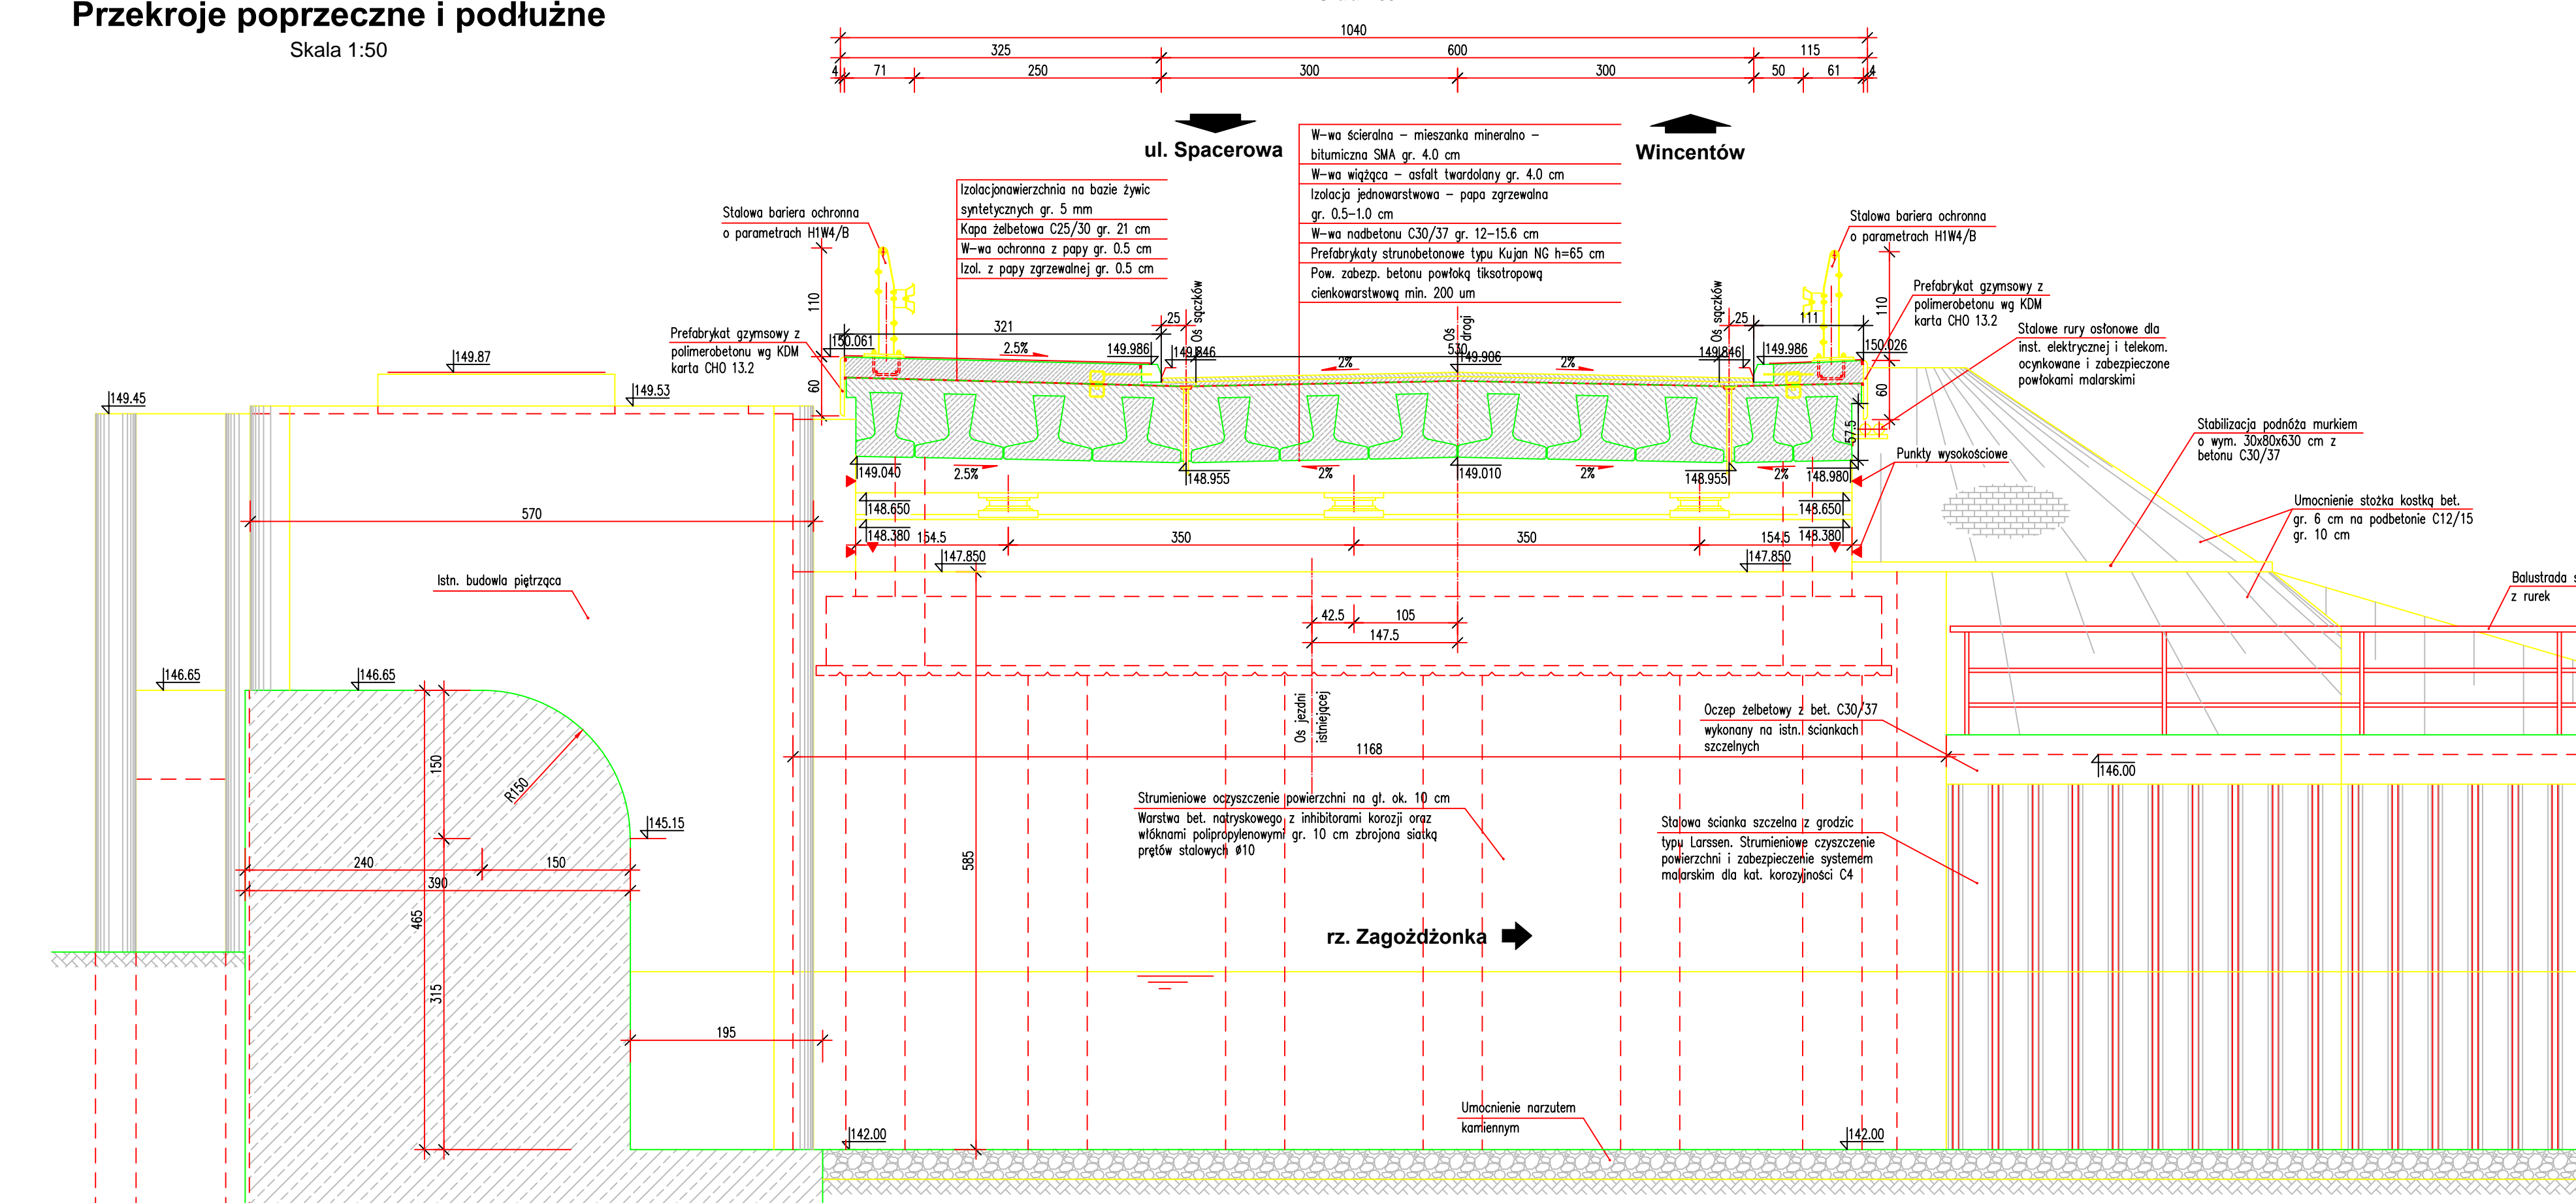 Przekroje poprzeczne i podłużne
Skala 1:50
1040
325
600
115
4
71
250
300
300
50
61
4
ul. Spacerowa
Wincentów
W-wa ścieralna – mieszanka mineralno –
bitumiczna SMA gr. 4.0 cm
W-wa wiążąca – asfalt twardolany gr. 4.0 cm
Izolacja jednowarstwowa – papa zgrzewalna
gr. 0.5-1.0 cm
W-wa nadbetonu C30/37 gr. 12-15.6 cm
Prefabrykaty strunobetonowe typu Kujan NG h=65 cm
Pow. zabezp. betonu powłoką tiksotropową
cienkowarstwową min. 200 um
Izolacjonawierzchnia na bazie żywic
syntetycznych gr. 5 mm
Kapa żelbetowa C25/30 gr. 21 cm
W-wa ochronna z papy gr. 0.5 cm
Izol. z papy zgrzewalnej gr. 0.5 cm
Stalowa bariera ochronna
o parametrach H1W4/B
Stalowa bariera ochronna
o parametrach H1W4/B
Prefabrykat gzymsowy z
polimerobetonu wg KDM
karta CHO 13.2
Prefabrykat gzymsowy z
polimerobetonu wg KDM
karta CHO 13.2
Stalowe rury osłonowe dla
inst. elektrycznej i telekom.
ocynkowane i zabezpieczone
powłokami malarskimi
110
60
110
60
Oś sączków
Oś
drogi
Oś sączków
321
25
530
25
111
150.061
2.5%
149.986
149.846
2%
149.906
2%
149.846
149.986
150.026
57.5
149.87
149.45
149.53
149.040
2.5%
148.955
2%
149.010
2%
148.955
2%
148.980
Punkty wysokościowe
Stabilizacja podnóża murkiem
o wym. 30x80x630 cm z
betonu C30/37
Umocnienie stożka kostką bet.
gr. 6 cm na podbetonie C12/15
gr. 10 cm
570
148.650
148.650
148.380
148.380
154.5
350
350
154.5
147.850
147.850
Istn. budowla piętrząca
Balustrada
z rurek
42.5
105
147.5
146.65
146.65
Oś jezdni
istniejącej
1168
Oczep żelbetowy z bet. C30/37
wykonany na istn. ściankach
szczelnych
146.00
R150
150
145.15
Strumieniowe oczyszczenie powierzchni na gł. ok. 10 cm
Warstwa bet. natryskowego z inhibitorami korozji oraz
włóknami polipropylenowymi gr. 10 cm zbrojona siatką
prętów stalowych ø10
Stalowa ścianka szczelna z grodzic
typu Larssen. Strumieniowe czyszczenie
powierzchni i zabezpieczenie systemem
malarskim dla kat. korozyjności C4
240
150
390
465
585
315
rz. Zagożdżonka
195
Umocnienie narzutem
kamiennym
142.00
142.00